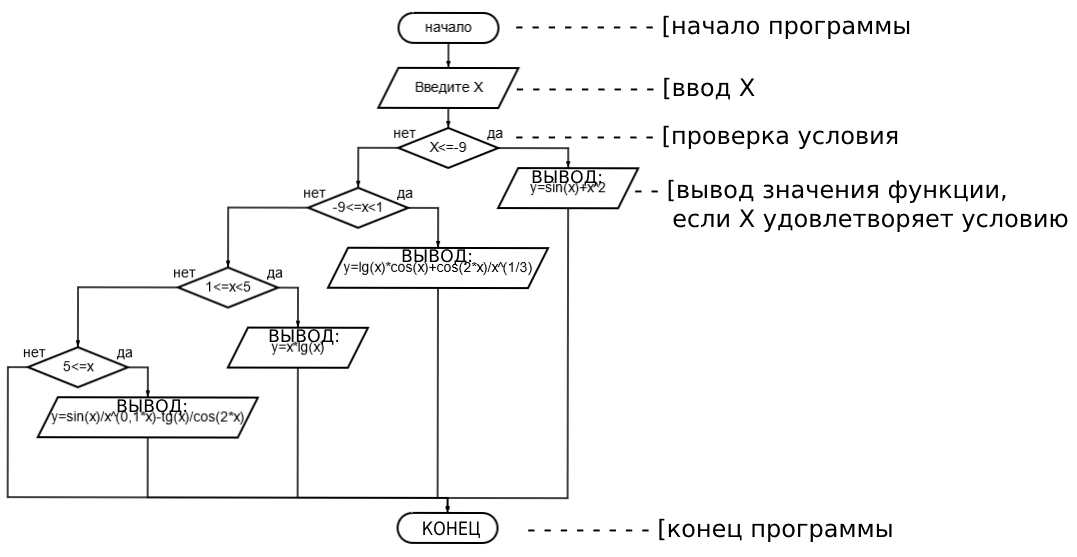 начало
[начало программы
Введите X
[ввод X
нет
да
[проверка условия
X<=-9
ВЫВОД:
y=sin(x)+x^2
[вывод значения функции,
если X удовлетворяет условию
нет
да
-9<=x<1
ВЫВОД:
y=lg(x)*cos(x)+cos(2*x)/x^(1/3)
нет
да
1<=x<5
ВЫВОД:
y=x*lg(x)
нет
да
5<=x
ВЫВОД:
y=sin(x)/x^(0,1*x)-tg(x)/cos(2*x)
КОНЕЦ
[конец программы